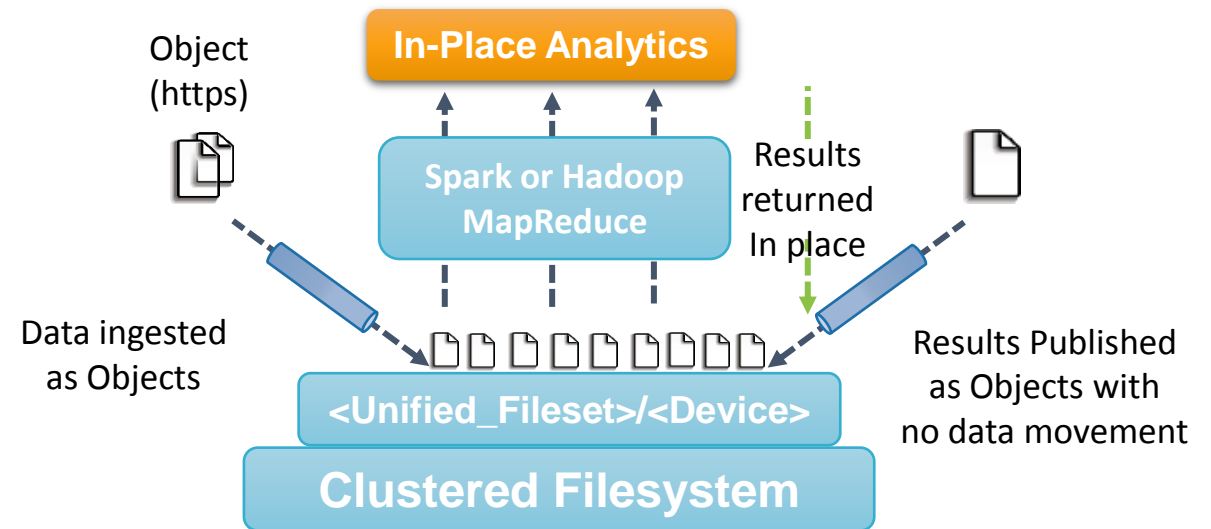 Object
(https)
In-Place Analytics
Spark or Hadoop
MapReduce
Results
returned
In place
Data ingested
as Objects
Results Published
as Objects with
no data movement
<Unified_Fileset>/<Device>
Clustered Filesystem